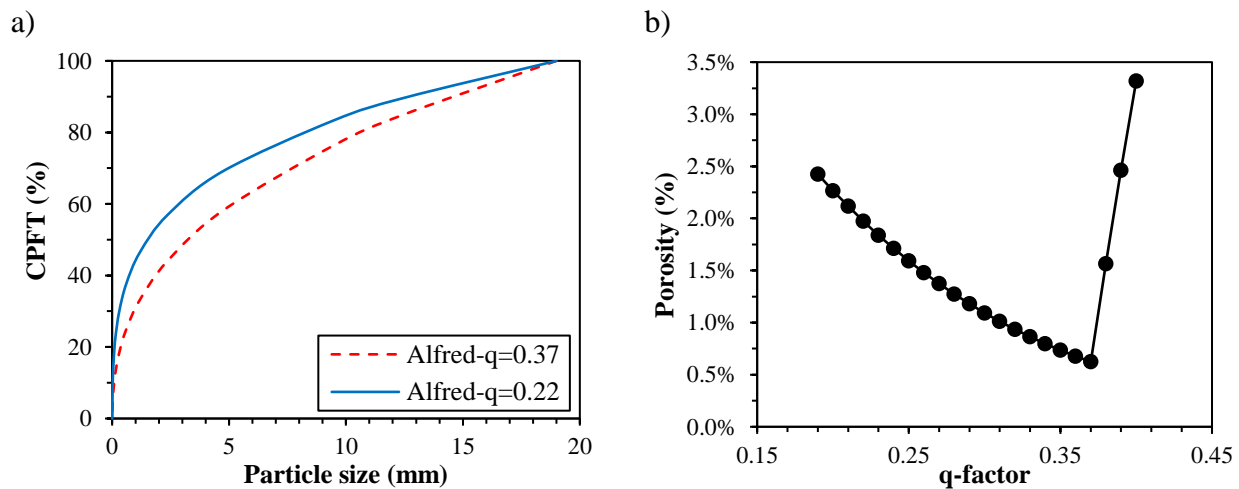 a)
CPFT (%)
100
80
60
40
20
0
0 5 10 15 20
Particle size (mm)
Alfred-q=0.37
Alfred-q=0.22
b)
Porosity (%)
3.5%
3.0%
2.5%
2.0%
1.5%
1.0%
0.5%
0.0%
0.15 0.25 0.35 0.45
q-factor